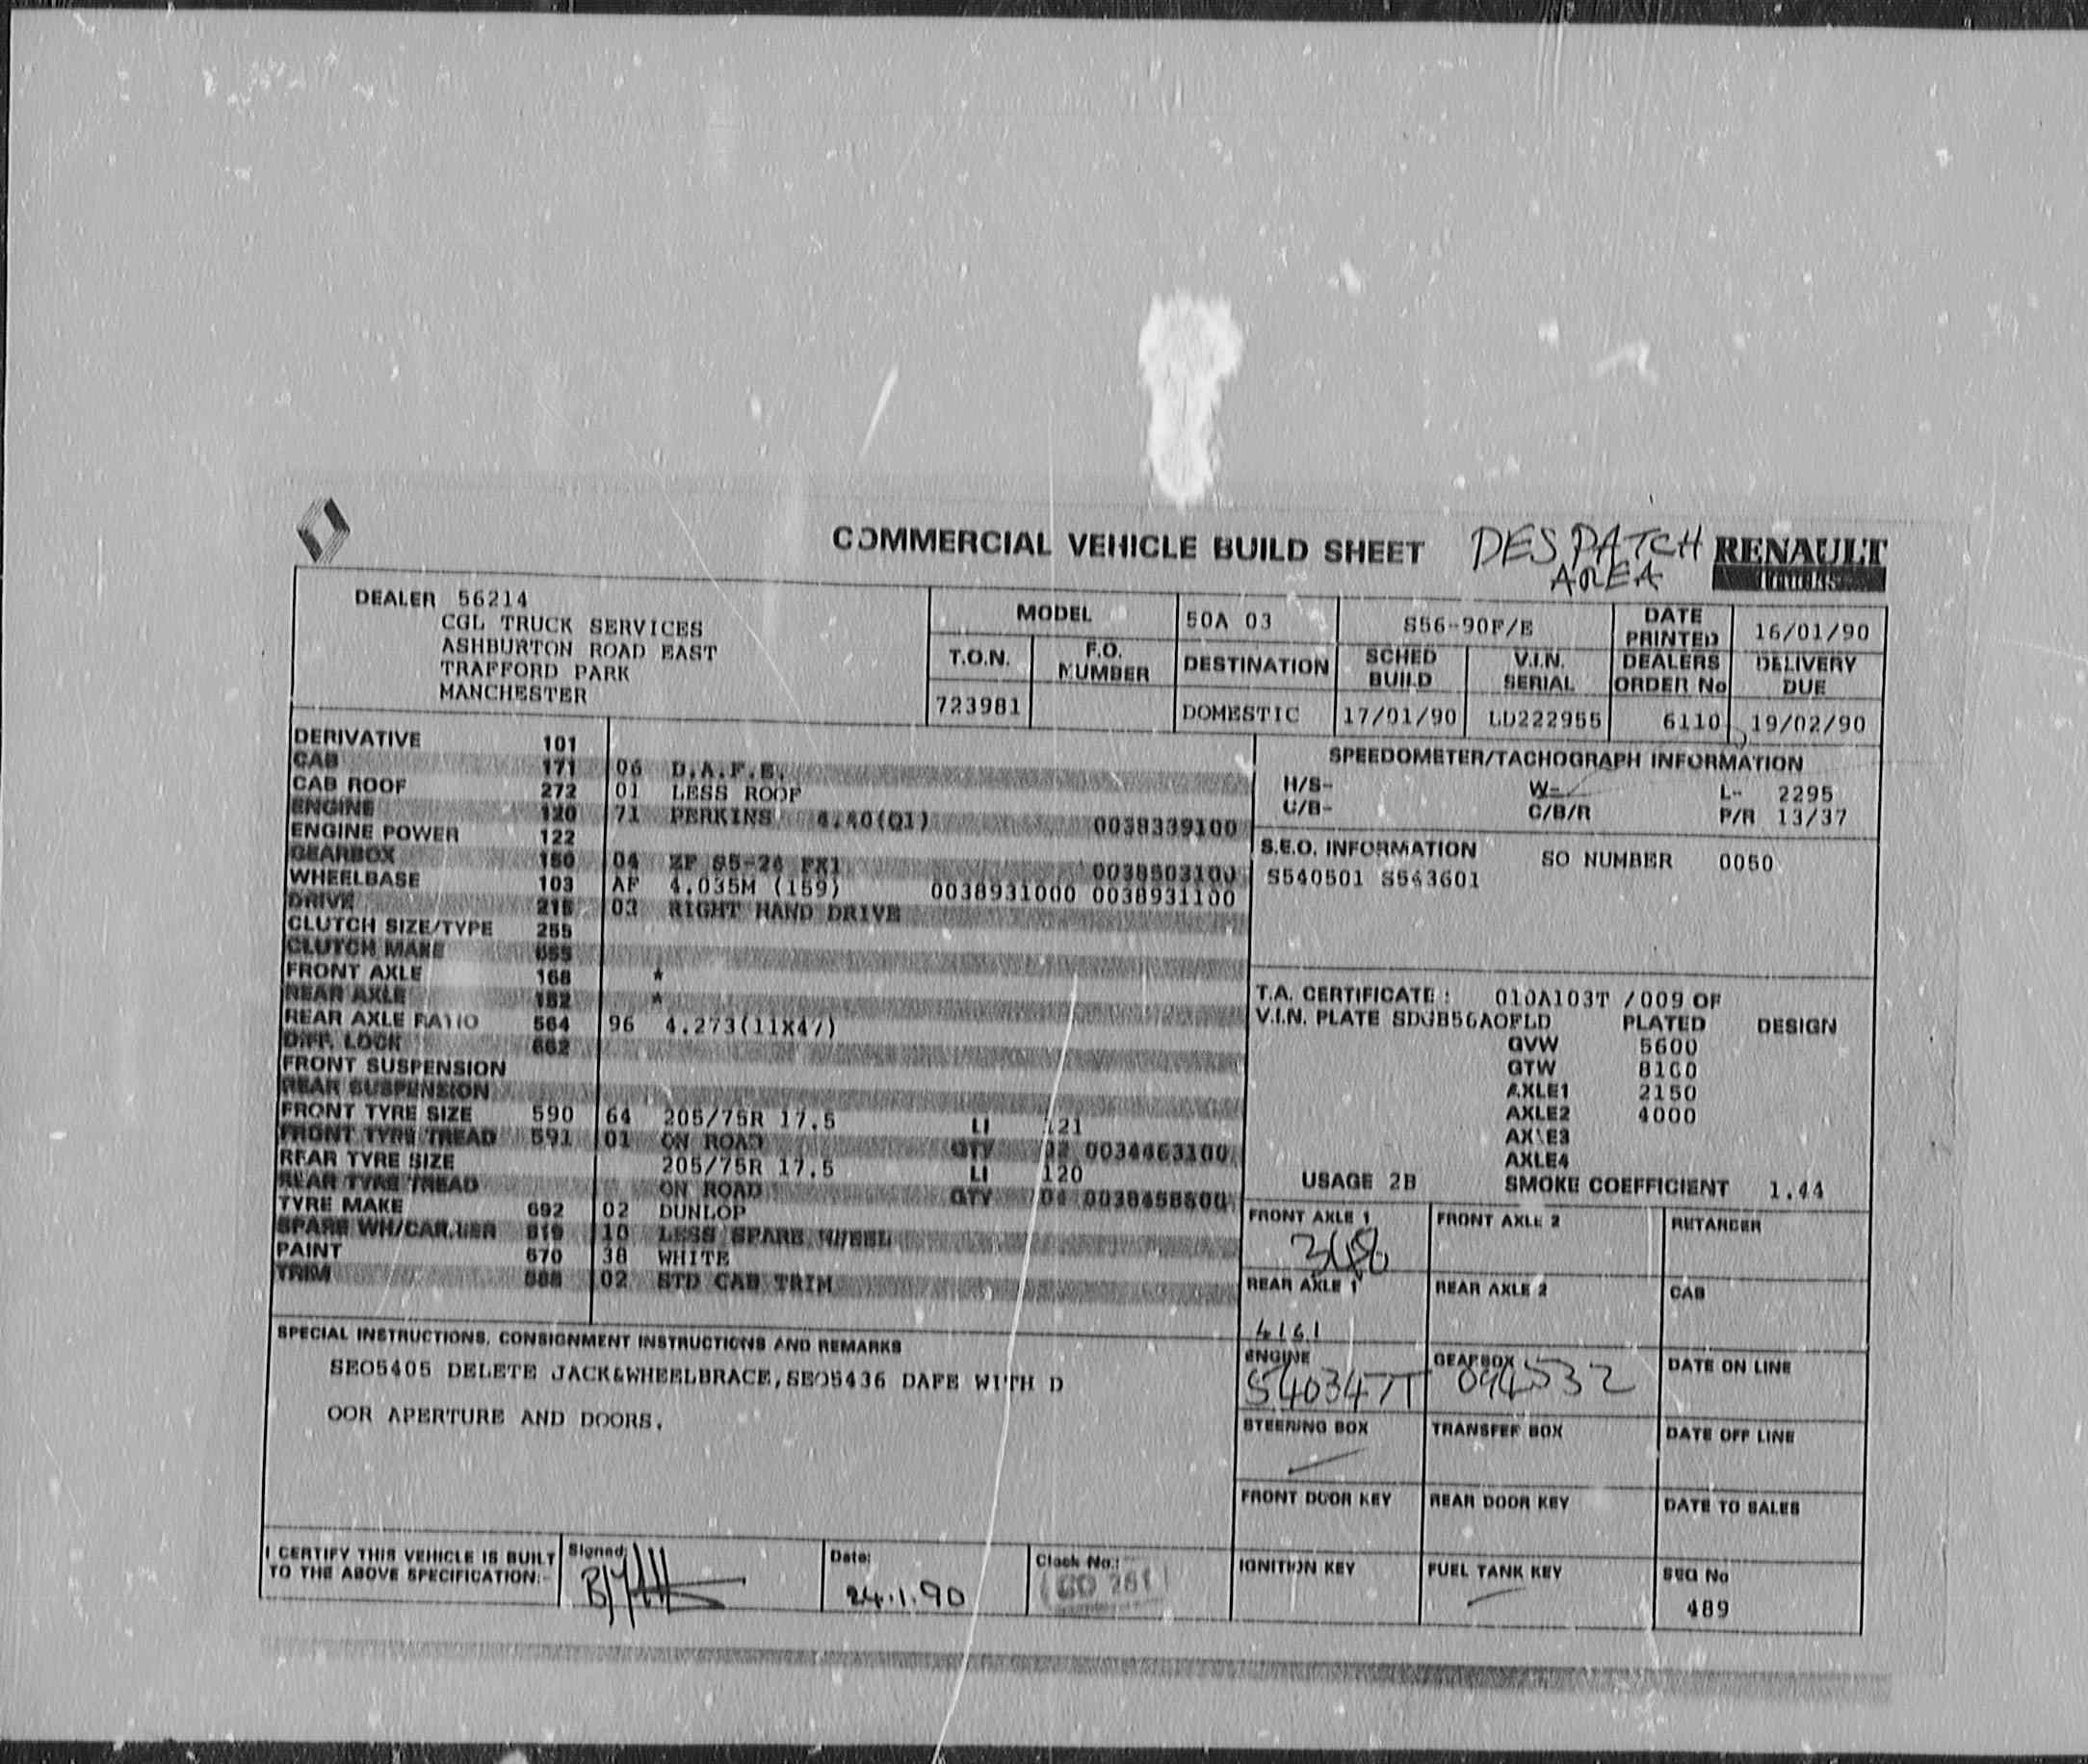 COMMERCIAL VEHICLE BUILD SHEET
DESPATCH AREA
RENAULT
TRUCKS
DEALER 56214
CGL TRUCK SERVICES
ASHBURTON ROAD EAST
TRAFFORD PARK
MANCHESTER
MODEL 50A 03 S56-90F/E DATE PRINTED 16/01/90
T.O.N. F.O. NUMBER DESTINATION SCHED BUILD V.I.N. SERIAL DEALERS ORDER No DELIVERY DUE
723981 DOMESTIC 17/01/90 LD222955 6110 19/02/90
DERIVATIVE 101
CAB 171 06 D.A.F.E.
CAB ROOF 272 01 LESS ROOF
ENGINE 120 71 PERKINS 4.40(Q1) 0038339100
ENGINE POWER 122
GEARBOX 150 04 ZF S5-24 FX1 0038503100
WHEELBASE 103 AF 4.035M (159) 0038931000 0038931100
DRIVE 215 03 RIGHT HAND DRIVE
CLUTCH SIZE/TYPE 255
CLUTCH MAKE 655
FRONT AXLE 168 *
REAR AXLE 182 *
REAR AXLE RATIO 564 96 4.273(11X47)
DIFF. LOCK 662
FRONT SUSPENSION
REAR SUSPENSION
FRONT TYRE SIZE 590 64 205/75R 17.5 LI 121
FRONT TYRE TREAD 591 01 ON ROAD QTY 02 0034463100
REAR TYRE SIZE 205/75R 17.5 LI 120
REAR TYRE TREAD ON ROAD QTY 04
TYRE MAKE 692 02 DUNLOP
SPARE WH/CARRIER 619 10 LESS SPARE WHEEL
PAINT 670 38 WHITE
TRIM 02 STD CAB TRIM
SPEEDOMETER/TACHOGRAPH INFORMATION
H/S- W- L- 2295
C/B- C/B/R P/R 13/37
S.E.O. INFORMATION SO NUMBER 0050
S540501 S543601
T.A. CERTIFICATE : 010A103T /009 OF
V.I.N. PLATE SDGB56AOFLD PLATED DESIGN
GVW 5600
GTW 8100
AXLE1 2150
AXLE2 4000
AXLE3
AXLE4
USAGE 2B SMOKE COEFFICIENT 1.44
FRONT AXLE 1 FRONT AXLE 2 RETARDER
REAR AXLE 1 REAR AXLE 2 CAB
4161
ENGINE GEARBOX DATE ON LINE
094532
STEERING BOX TRANSFER BOX DATE OFF LINE
FRONT DOOR KEY REAR DOOR KEY DATE TO SALES
IGNITION KEY FUEL TANK KEY SEQ No
489
SPECIAL INSTRUCTIONS, CONSIGNMENT INSTRUCTIONS AND REMARKS
SEO5405 DELETE JACK&WHEELBRACE,SEO5436 DAFE WITH D
OOR APERTURE AND DOORS.
I CERTIFY THIS VEHICLE IS BUILT
TO THE ABOVE SPECIFICATION:-
Signed:
Date:
24.1.90
Clock No.: